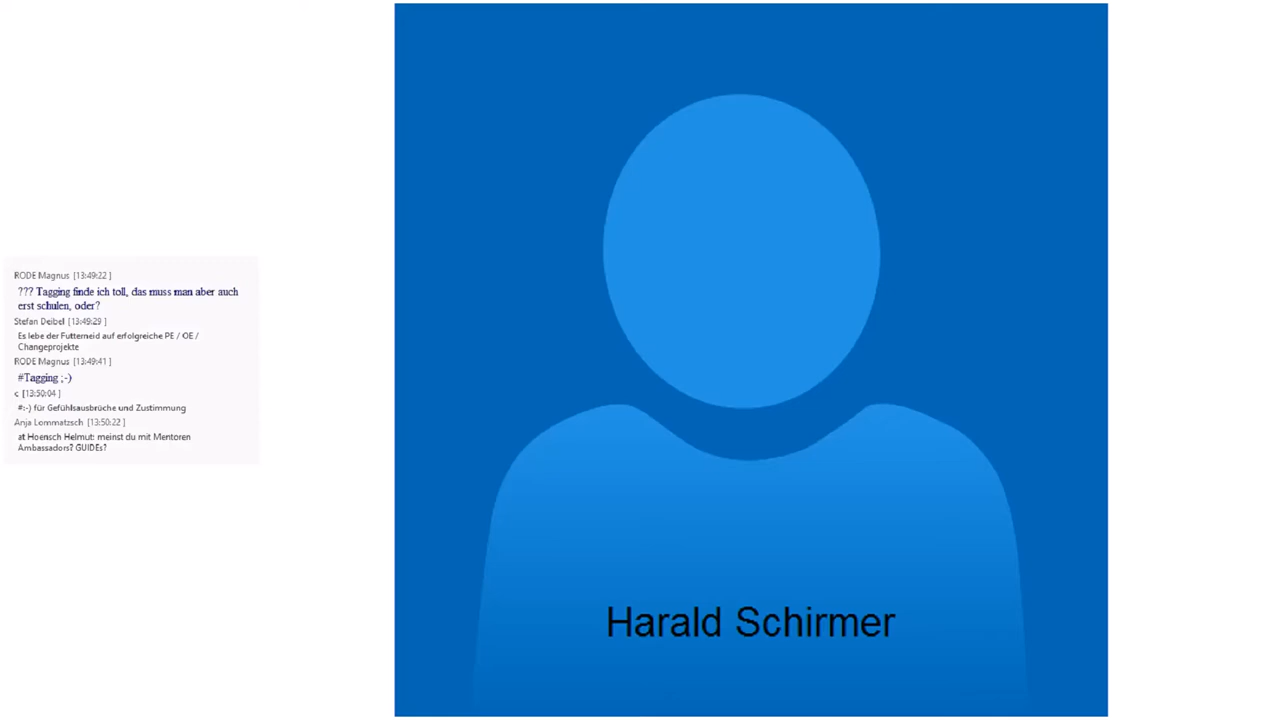 RODE Magnus [13:49:22 ]
??? Tagging finde ich toll, das muss man aber auch
erst schulen, oder?
Stefan Deibel [13:49:29 ]
Es lebe der Futterneid auf erfolgreiche PE / OE /
Changeprojekte
RODE Magnus [13:49:41 ]
#Tagging ;-)
c [13:50:04 ]
#:-) für Gefühlsausbrüche und Zustimmung
Anja Lommatzsch [13:50:22 ]
at Hoensch Helmut: meinst du mit Mentoren
Ambassadors? GUIDEs?
Harald Schirmer